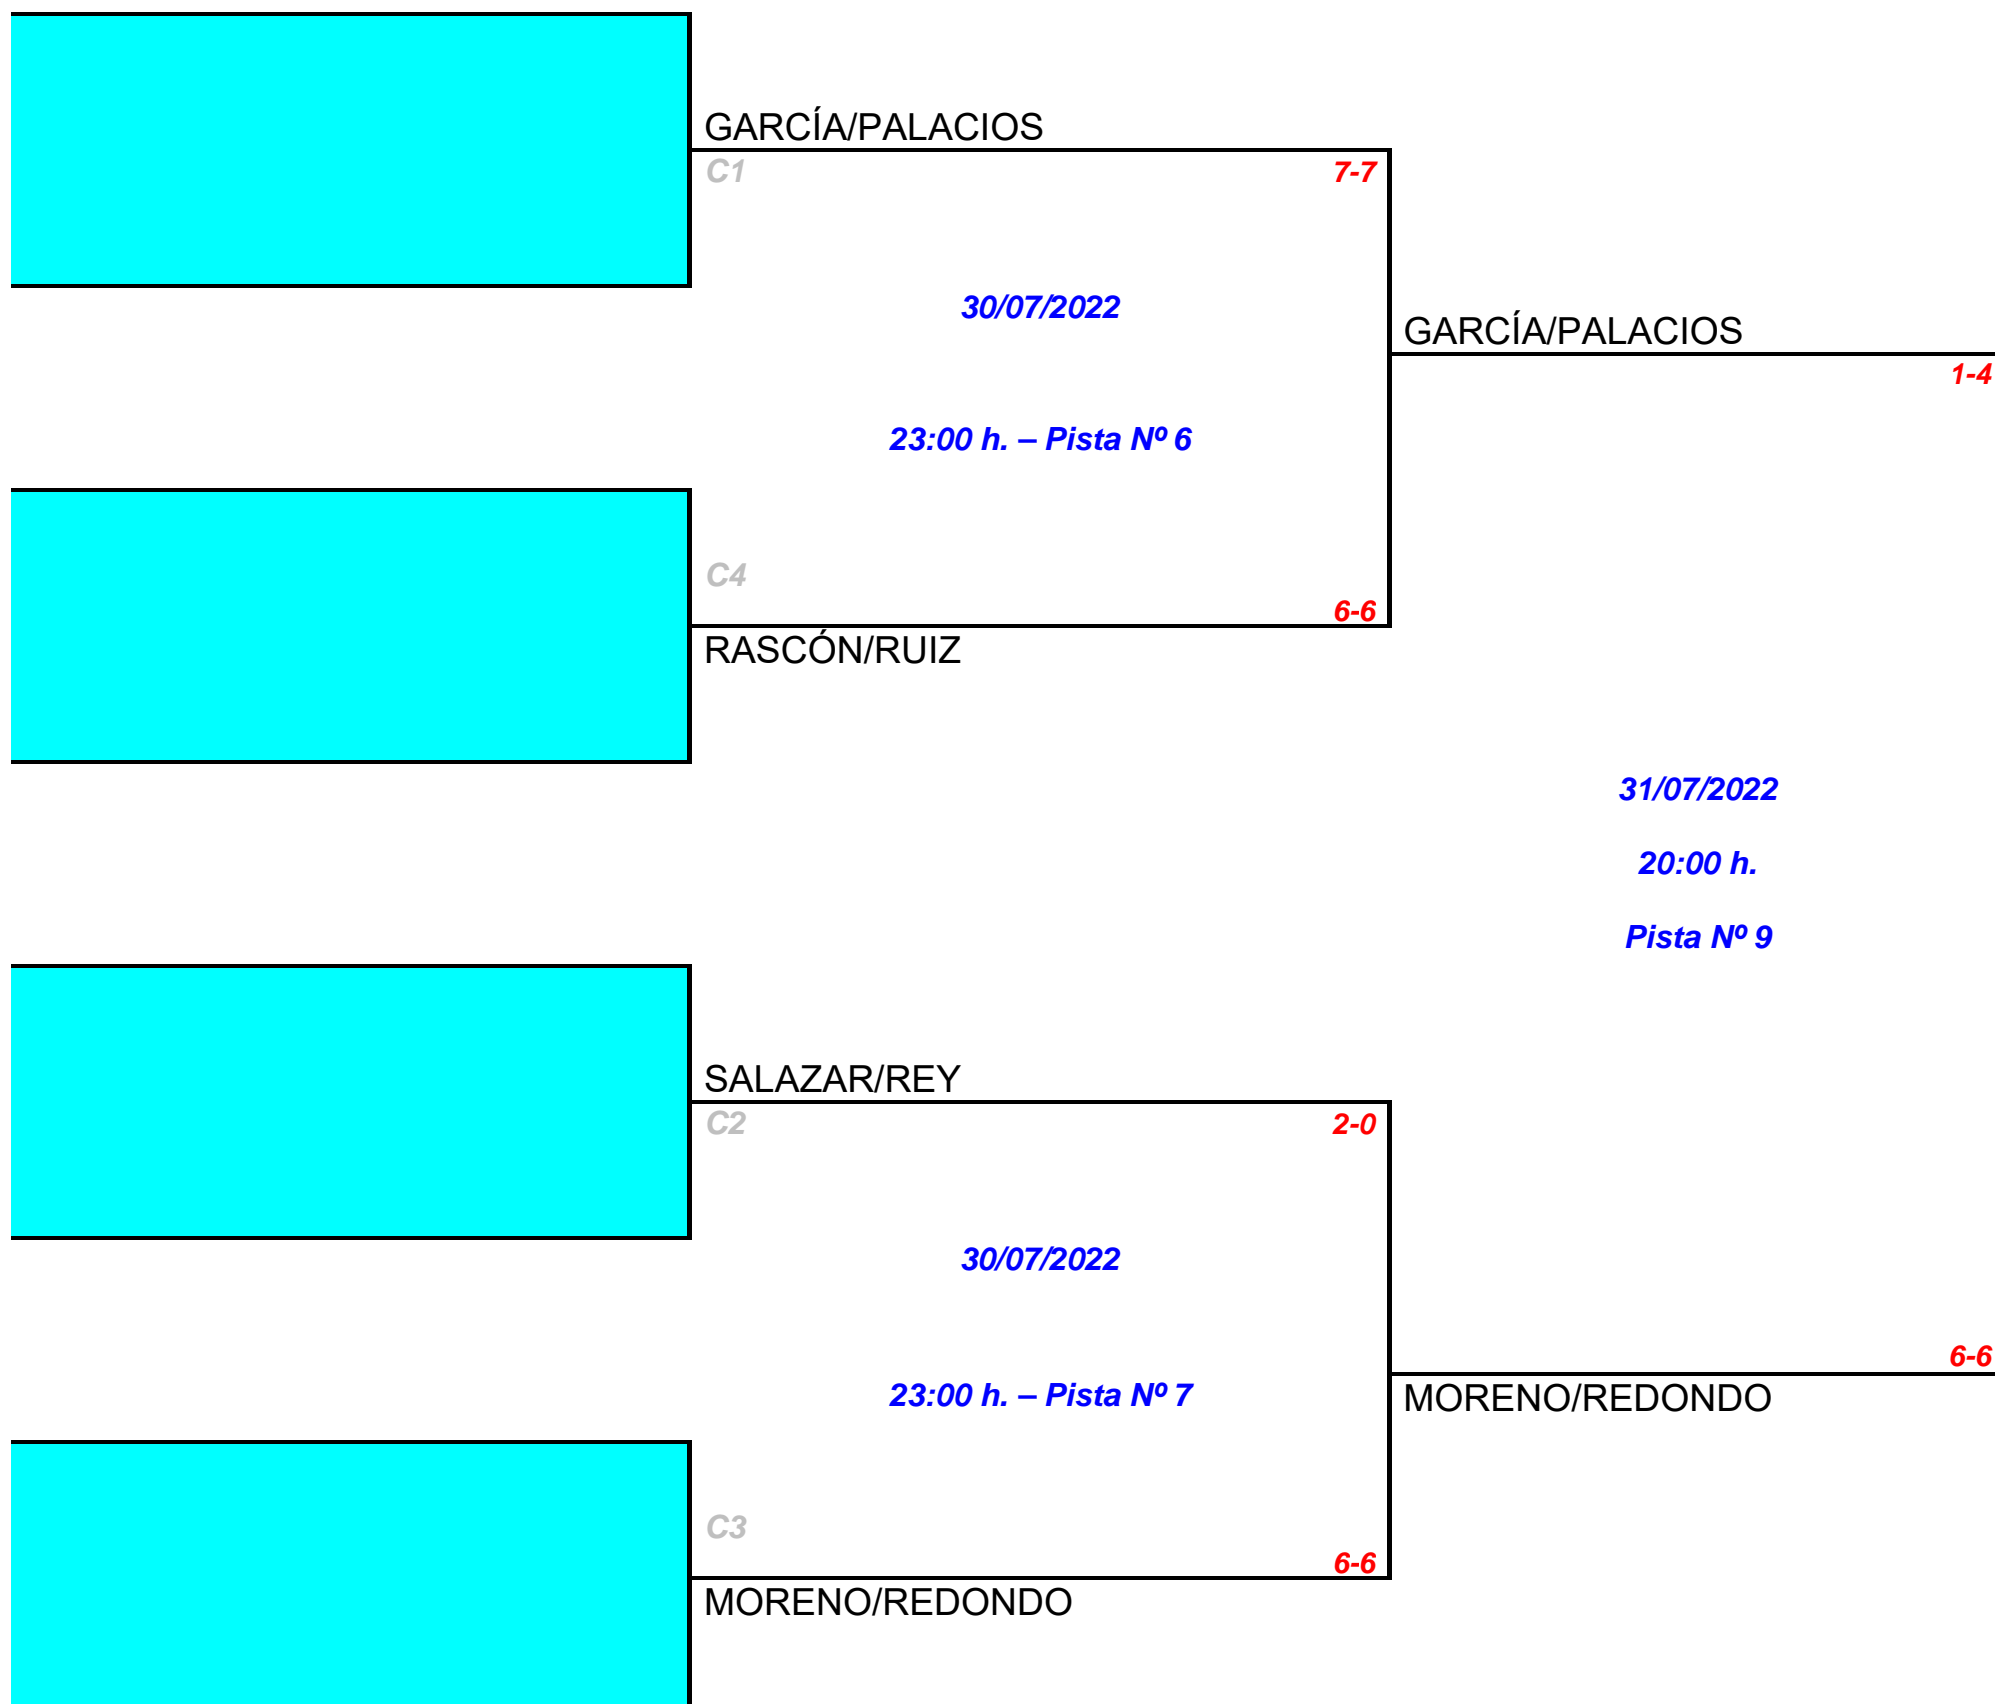 GARCÍA/PALACIOS
C1
7-7
30/07/2022
GARCÍA/PALACIOS
1-4
23:00 h. – Pista Nº 6
C4
6-6
RASCÓN/RUIZ
31/07/2022
20:00 h.
Pista Nº 9
SALAZAR/REY
C2
2-0
30/07/2022
6-6
23:00 h. – Pista Nº 7
MORENO/REDONDO
C3
6-6
MORENO/REDONDO